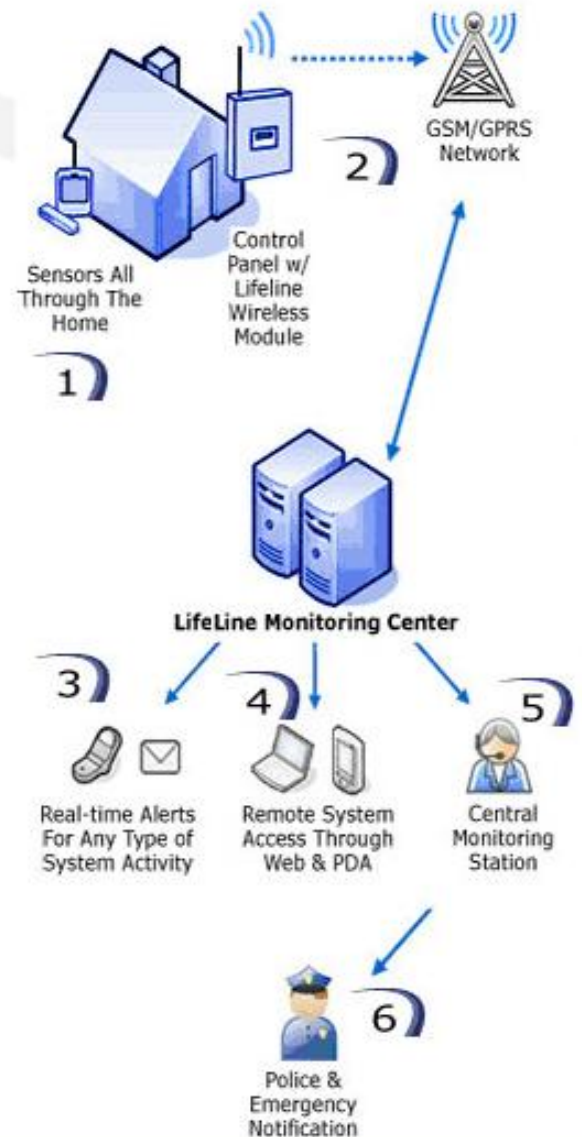 GSM/GPRS
Network
2
Control
Panel w/
Lifeline
Wireless
Module
Sensors All
Through The
Home
1
LifeLine Monitoring Center
3
4
5
Real-time Alerts
For Any Type of
System Activity
Remote System
Access Through
Web & PDA
Central
Monitoring
Station
6
Police &
Emergency
Notification